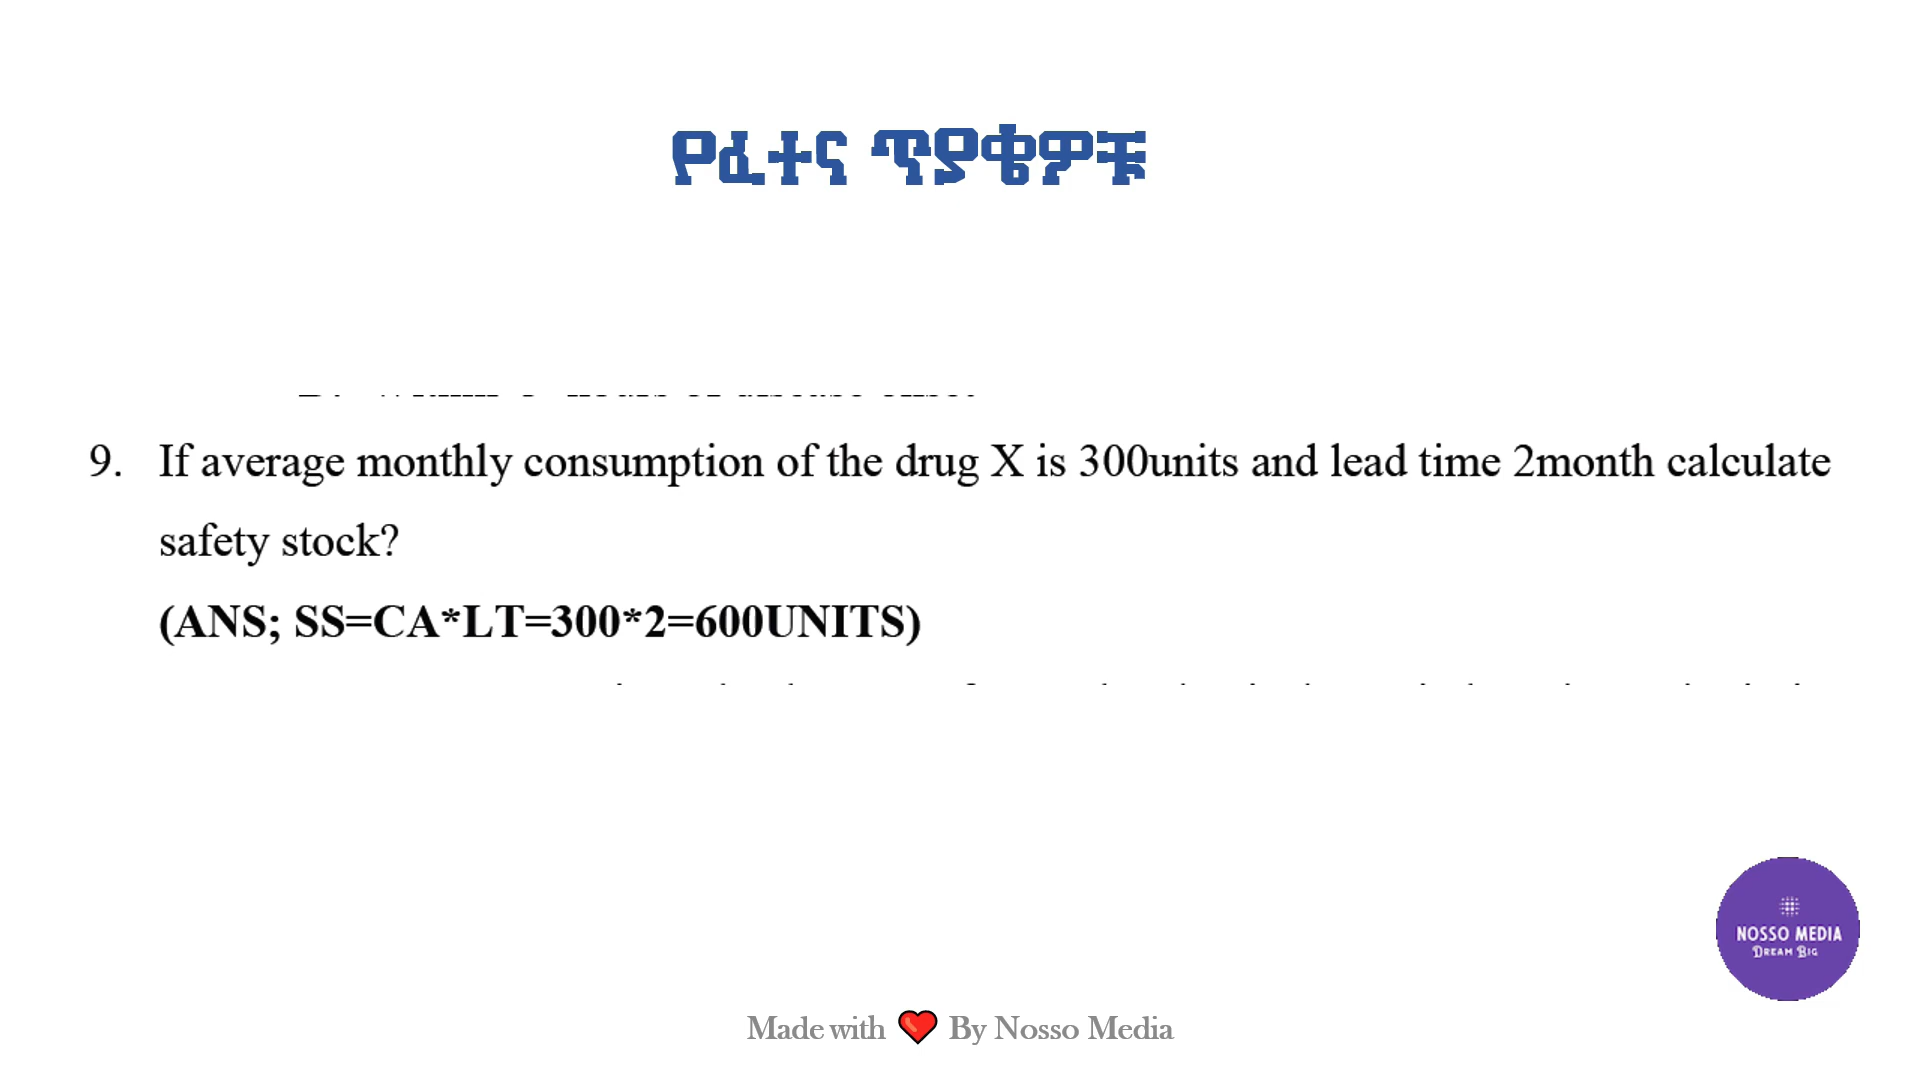 የፈተና ጥያቄዎቹ
9. If average monthly consumption of the drug X is 300units and lead time 2month calculate
safety stock?
(ANS; SS=CA*LT=300*2=600UNITS)
NOSSO MEDIA
DREAM BIG
Made with ❤️ By Nosso Media